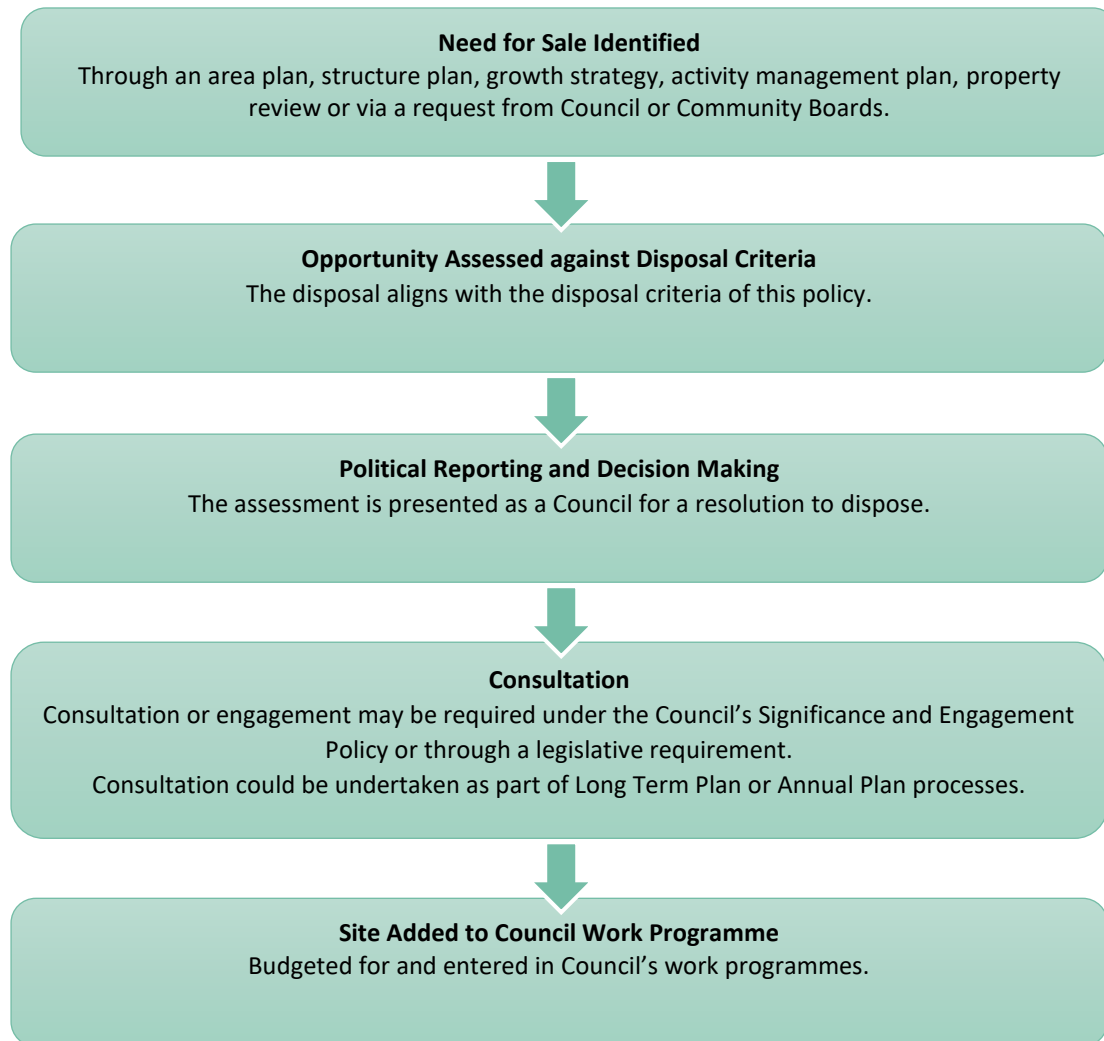 Need for Sale Identified
Through an area plan, structure plan, growth strategy, activity management plan, property
review or via a request from Council or Community Boards.
Opportunity Assessed against Disposal Criteria
The disposal aligns with the disposal criteria of this policy.
Political Reporting and Decision Making
The assessment is presented as a Council for a resolution to dispose.
Consultation
Consultation or engagement may be required under the Council’s Significance and Engagement
Policy or through a legislative requirement.
Consultation could be undertaken as part of Long Term Plan or Annual Plan processes.
Site Added to Council Work Programme
Budgeted for and entered in Council’s work programmes.